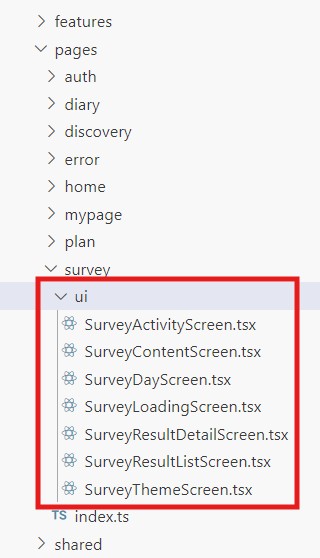 features
pages
auth
diary
discovery
error
home
mypage
plan
survey
ui
SurveyActivityScreen.tsx
SurveyContentScreen.tsx
SurveyDayScreen.tsx
SurveyLoadingScreen.tsx
SurveyResultDetailScreen.tsx
SurveyResultListScreen.tsx
SurveyThemeScreen.tsx
TS index.ts
shared